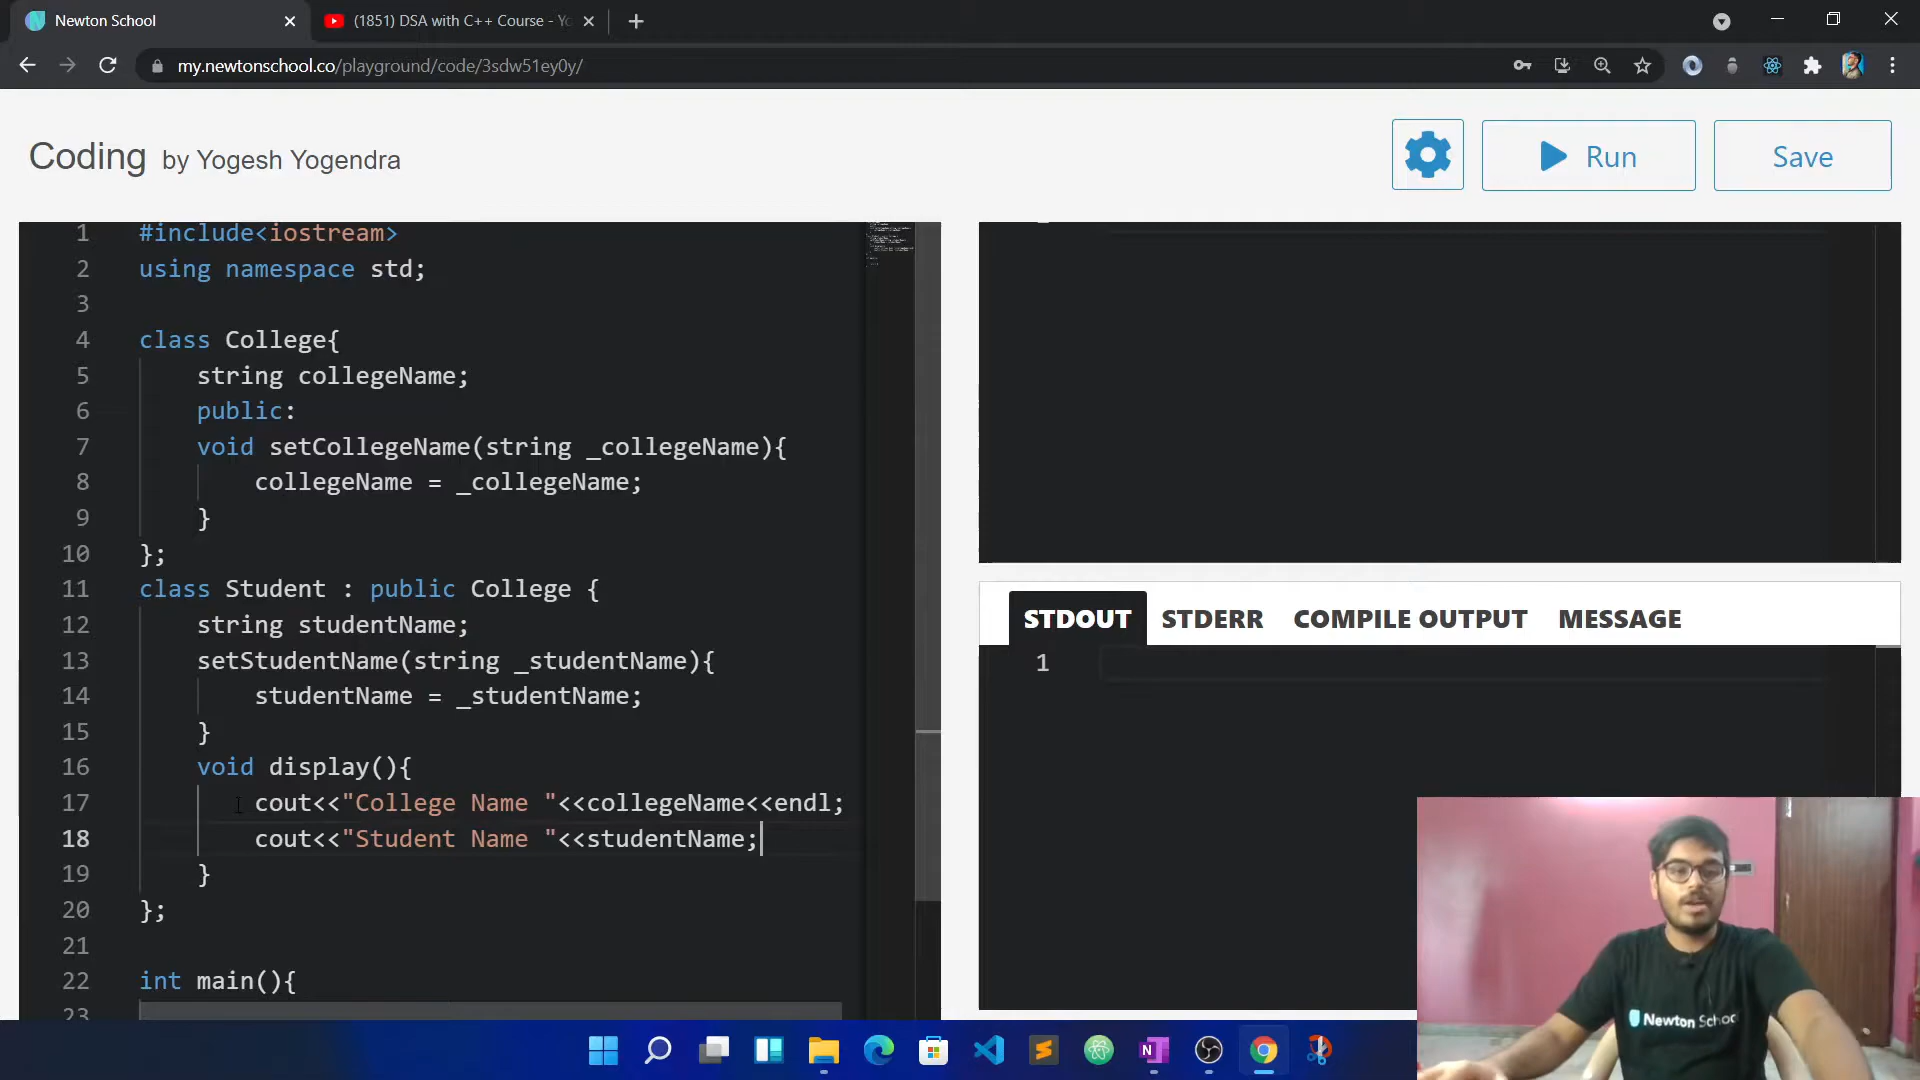 Newton School
(1851) DSA with C++ Course - Yo
my.newtonschool.co/playground/code/3sdw51ey0y/
Coding by Yogesh Yogendra
Run
Save
1 #include<iostream>
2 using namespace std;
3
4 class College{
5 string collegeName;
6 public:
7 void setCollegeName(string _collegeName){
8 collegeName = _collegeName;
9 }
10 };
11 class Student : public College {
12 string studentName;
13 setStudentName(string _studentName){
14 studentName = _studentName;
15 }
16 void display(){
17 cout<<"College Name "<<collegeName<<endl;
18 cout<<"Student Name "<<studentName;
19 }
20 };
21
22 int main(){
23
STDOUT STDERR COMPILE OUTPUT MESSAGE
1
Newton School